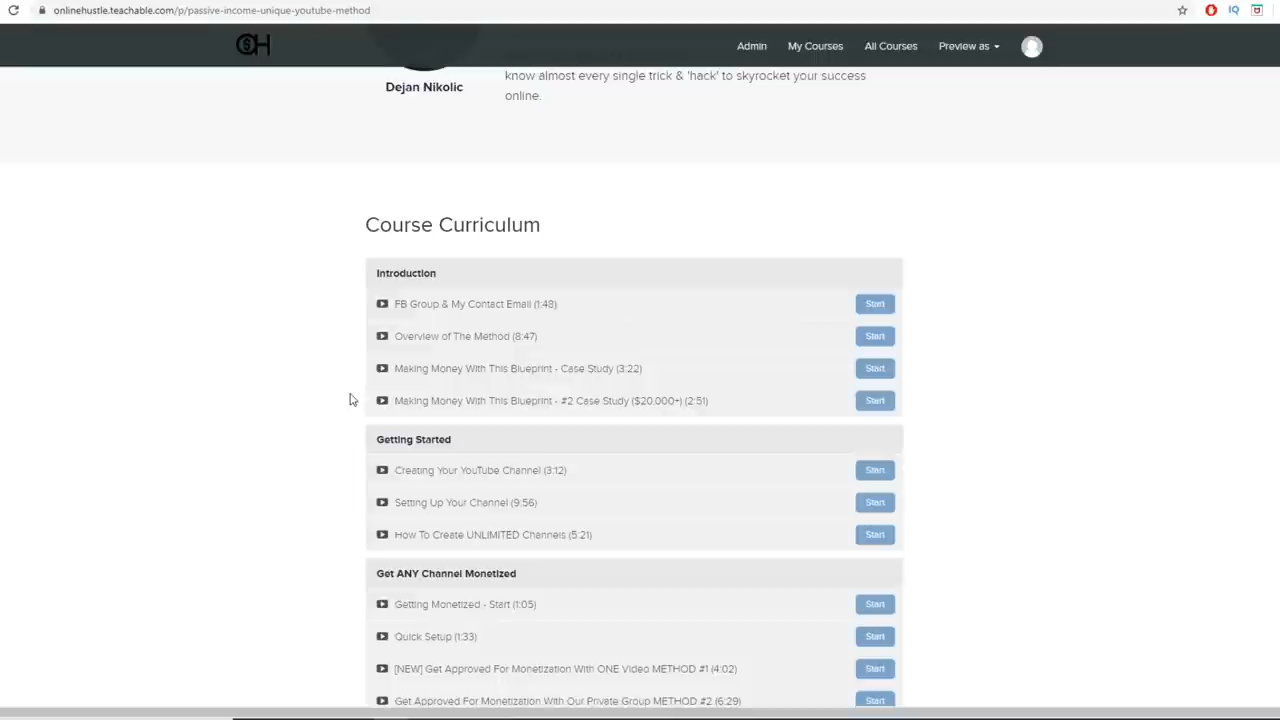 onlinehustle.teachable.com/p/passive-income-unique-youtube-method
IQ
OH
Admin
My Courses
All Courses
Preview as
Dejan Nikolic
know almost every single trick & 'hack' to skyrocket your success
online.
Course Curriculum
Introduction
FB Group & My Contact Email (1:48)
Start
Overview of The Method (8:47)
Start
Making Money With This Blueprint - Case Study (3:22)
Start
Making Money With This Blueprint - #2 Case Study ($20,000+) (2:51)
Start
Getting Started
Creating Your YouTube Channel (3:12)
Start
Setting Up Your Channel (9:56)
Start
How To Create UNLIMITED Channels (5:21)
Start
Get ANY Channel Monetized
Getting Monetized - Start (1:05)
Start
Quick Setup (1:33)
Start
[NEW] Get Approved For Monetization With ONE Video METHOD #1 (4:02)
Start
Get Approved For Monetization With Our Private Group METHOD #2 (6:29)
Start